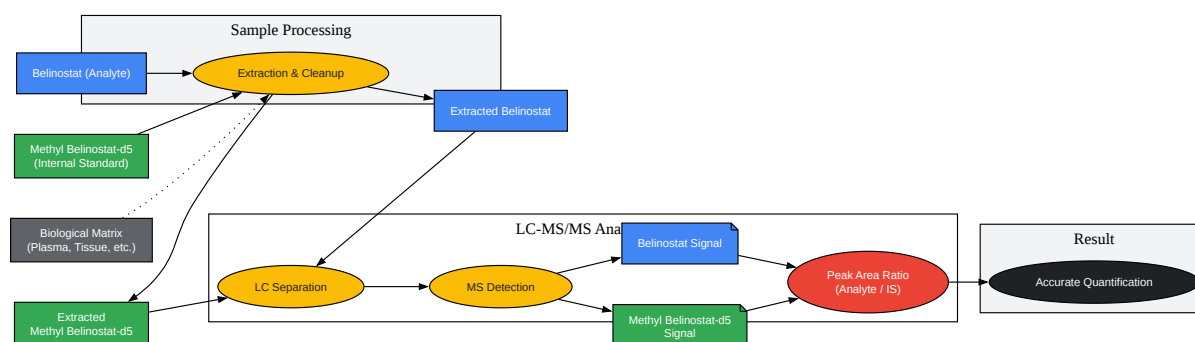 Sample Processing
Belinostat (Analyte)
Extraction & Cleanup
Extracted Belinostat
Methyl Belinostat-d5
(Internal Standard)
Biological Matrix
(Plasma, Tissue, etc.)
LC-MS/MS Ana
Belinostat Signal
Result
LC Separation
MS Detection
Peak Area Ratio
(Analyte / IS)
Accurate Quantification
Extracted
Methyl Belinostat-d5
Methyl Belinostat-d5
Signal